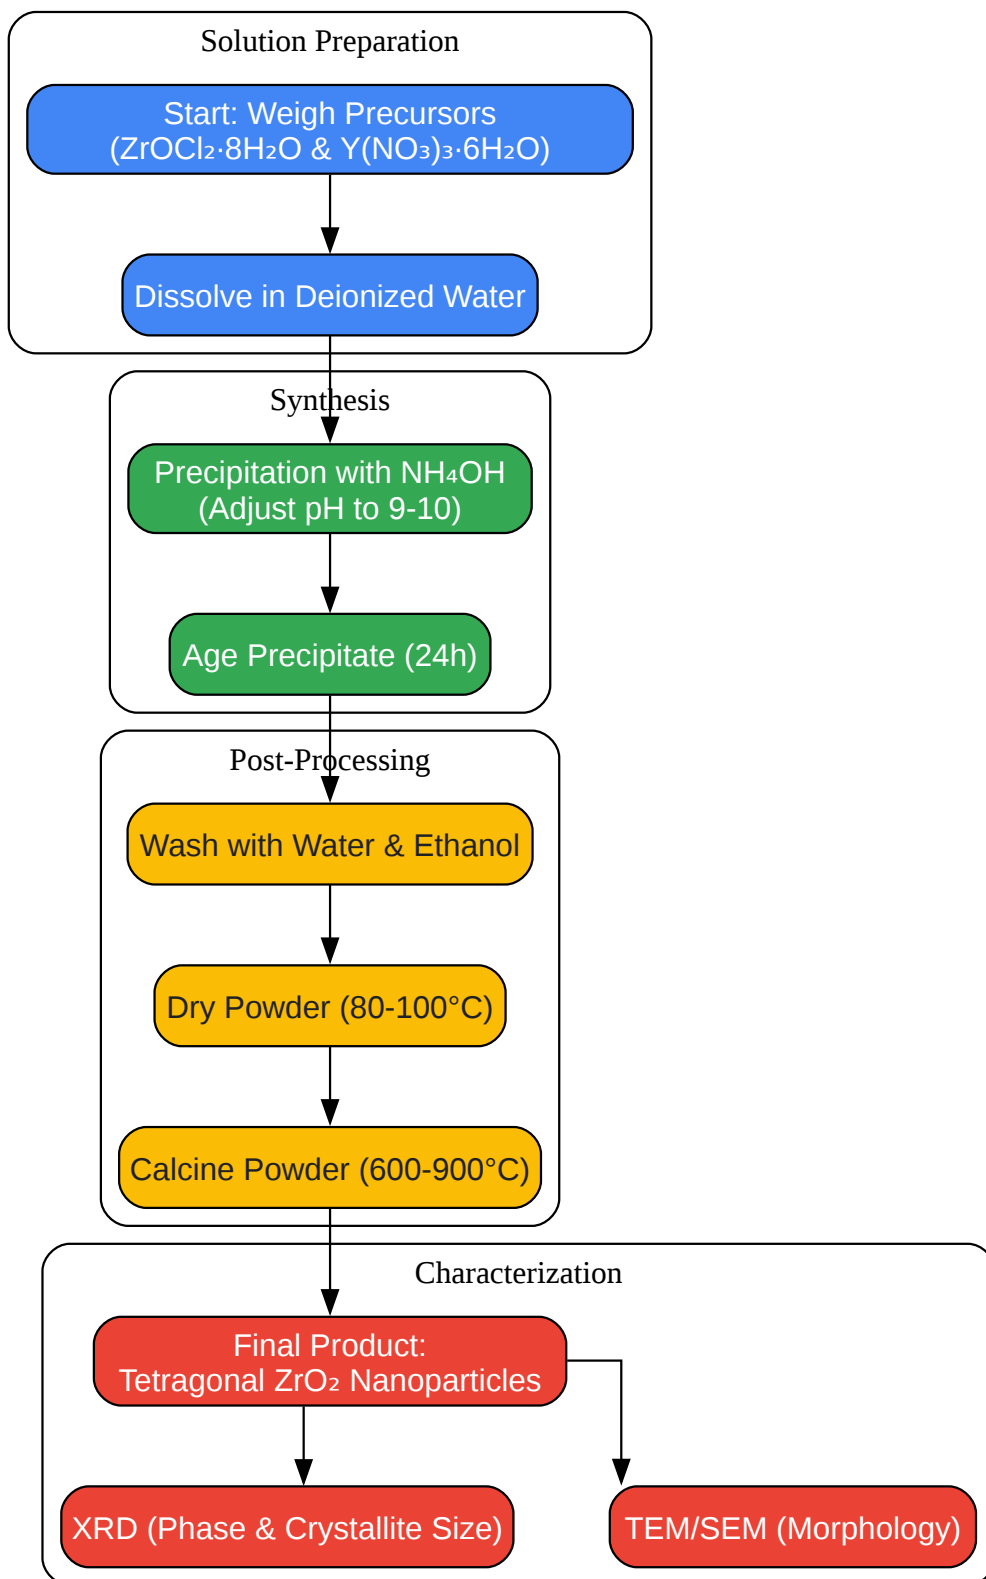 Solution Preparation
Start: Weigh Precursors
(ZrOCl₂·8H₂O & Y(NO₃)₃·6H₂O)
Dissolve in Deionized Water
Synthesis
Precipitation with NH₄OH
(Adjust pH to 9-10)
Age Precipitate (24h)
Post-Processing
Wash with Water & Ethanol
Dry Powder (80-100°C)
Calcine Powder (600-900°C)
Characterization
Final Product:
Tetragonal ZrO₂ Nanoparticles
XRD (Phase & Crystallite Size)
TEM/SEM (Morphology)